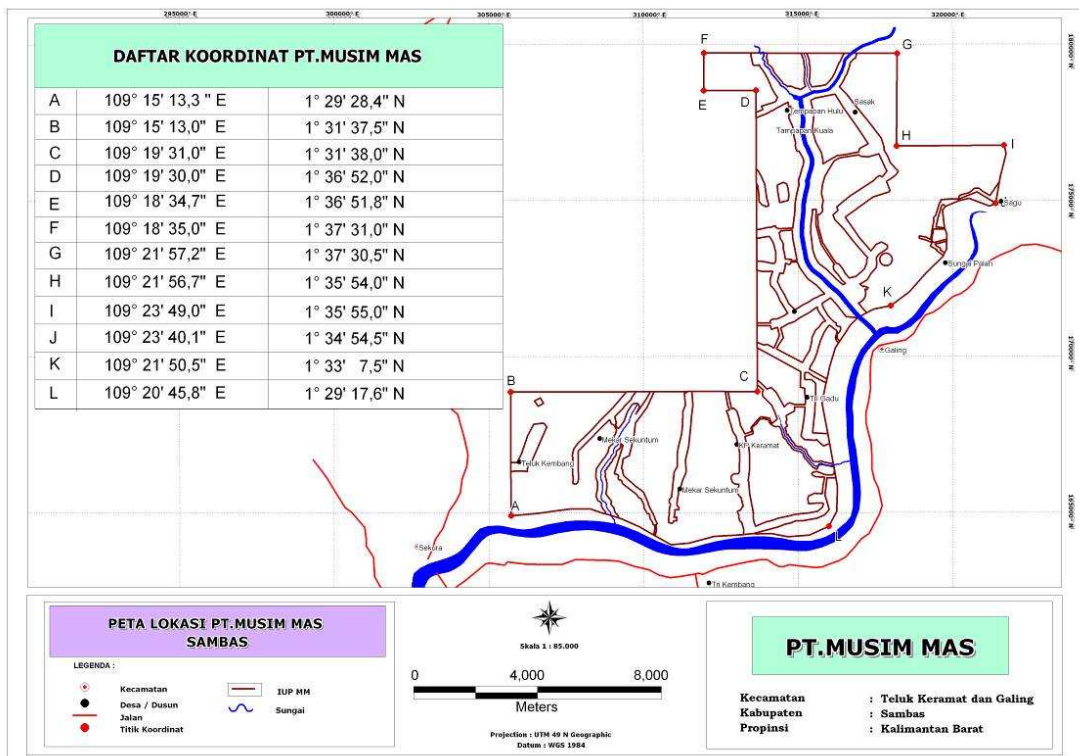 305000 E
295000 E
300000 E
310000 E
315000 E
320000 E
DAFTAR KOORDINAT PT.MUSIM MAS
A 109° 15' 13,3 " E 1° 29' 28,4" N
B 109° 15' 13,0" E 1° 31' 37,5" N
C 109° 19' 31,0" E 1° 31' 38,0" N
D 109° 19' 30,0" E 1° 36' 52,0" N
E 109° 18' 34,7" E 1° 36' 51,8" N
F 109° 18' 35,0" E 1° 37' 31,0" N
G 109° 21' 57,2" E 1° 37' 30,5" N
H 109° 21' 56,7" E 1° 35' 54,0" N
I 109° 23' 49,0" E 1° 35' 55,0" N
J 109° 23' 40,1" E 1° 34' 54,5" N
K 109° 21' 50,5" E 1° 33' 7,5" N
L 109° 20' 45,8" E 1° 29' 17,6" N
F
G
E
D
Tempapan Hulu
Sasak
Tampapan Kuala
H
I
Sagu
Sungai Palah
K
Galing
B
C
Tri Gadu
Mekar Sekuntum
KPI Keramat
Teluk Kembang
Mekar Sekuntum
A
L
Sekura
Tri Kembang
180000° N
175000° N
170000° N
165000° N
PETA LOKASI PT.MUSIM MAS
SAMBAS
LEGENDA :
Kecamatan
Desa / Dusun
Jalan
Titik Koordinat
IUP MM
Sungai
Skala 1 : 85.000
0 4,000 8,000
Meters
Projection : UTM 49 N Geographic
Datum : WGS 1984
PT.MUSIM MAS
Kecamatan : Teluk Keramat dan Galing
Kabupaten : Sambas
Propinsi : Kalimantan Barat